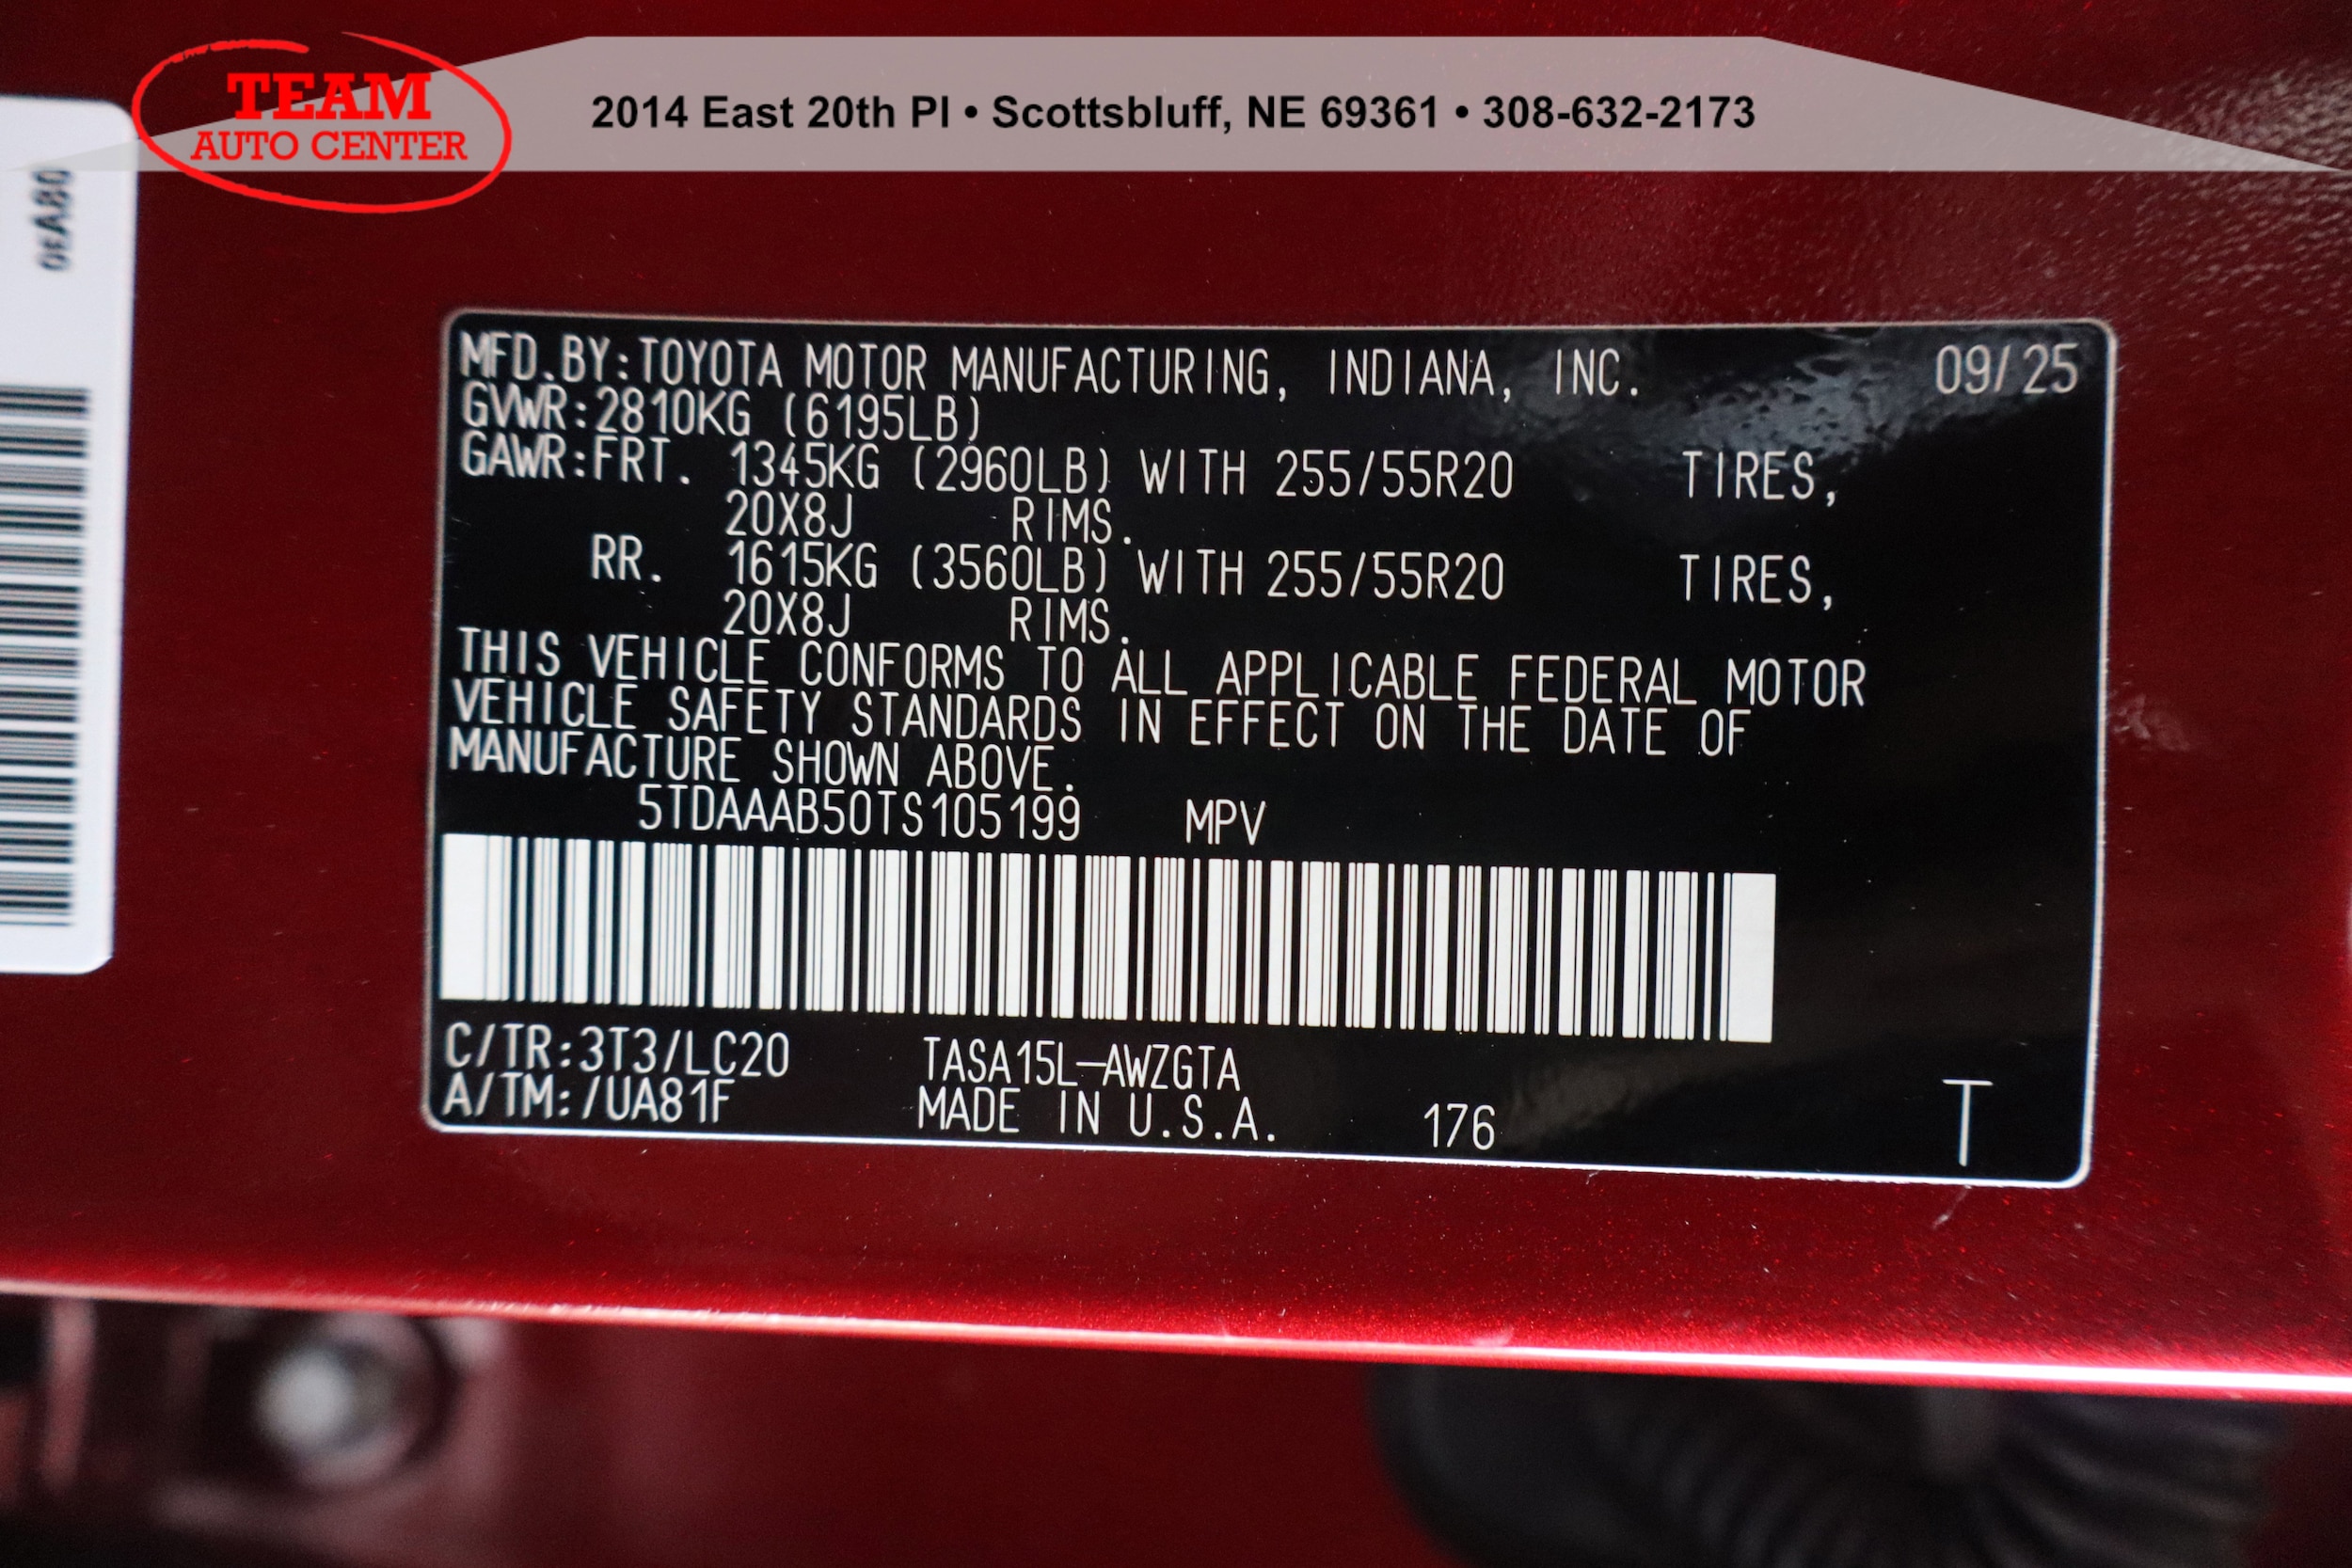 TEAM
AUTO CENTER
2014 East 20th Pl • Scottsbluff, NE 69361 • 308-632-2173
MFD.BY:TOYOTA MOTOR MANUFACTURING, INDIANA, INC. 09/25
GVWR:2810KG (6195LB)
GAWR:FRT. 1345KG (2960LB) WITH 255/55R20 TIRES,
20X8J RIMS.
RR. 1615KG (3560LB) WITH 255/55R20 TIRES,
20X8J RIMS.
THIS VEHICLE CONFORMS TO ALL APPLICABLE FEDERAL MOTOR
VEHICLE SAFETY STANDARDS IN EFFECT ON THE DATE OF
MANUFACTURE SHOWN ABOVE.
5TDAAAB50TS105199 MPV
C/TR:3T3/LC20 TASA15L-AWZGTA
A/TM:/UA81F MADE IN U.S.A. 176 T